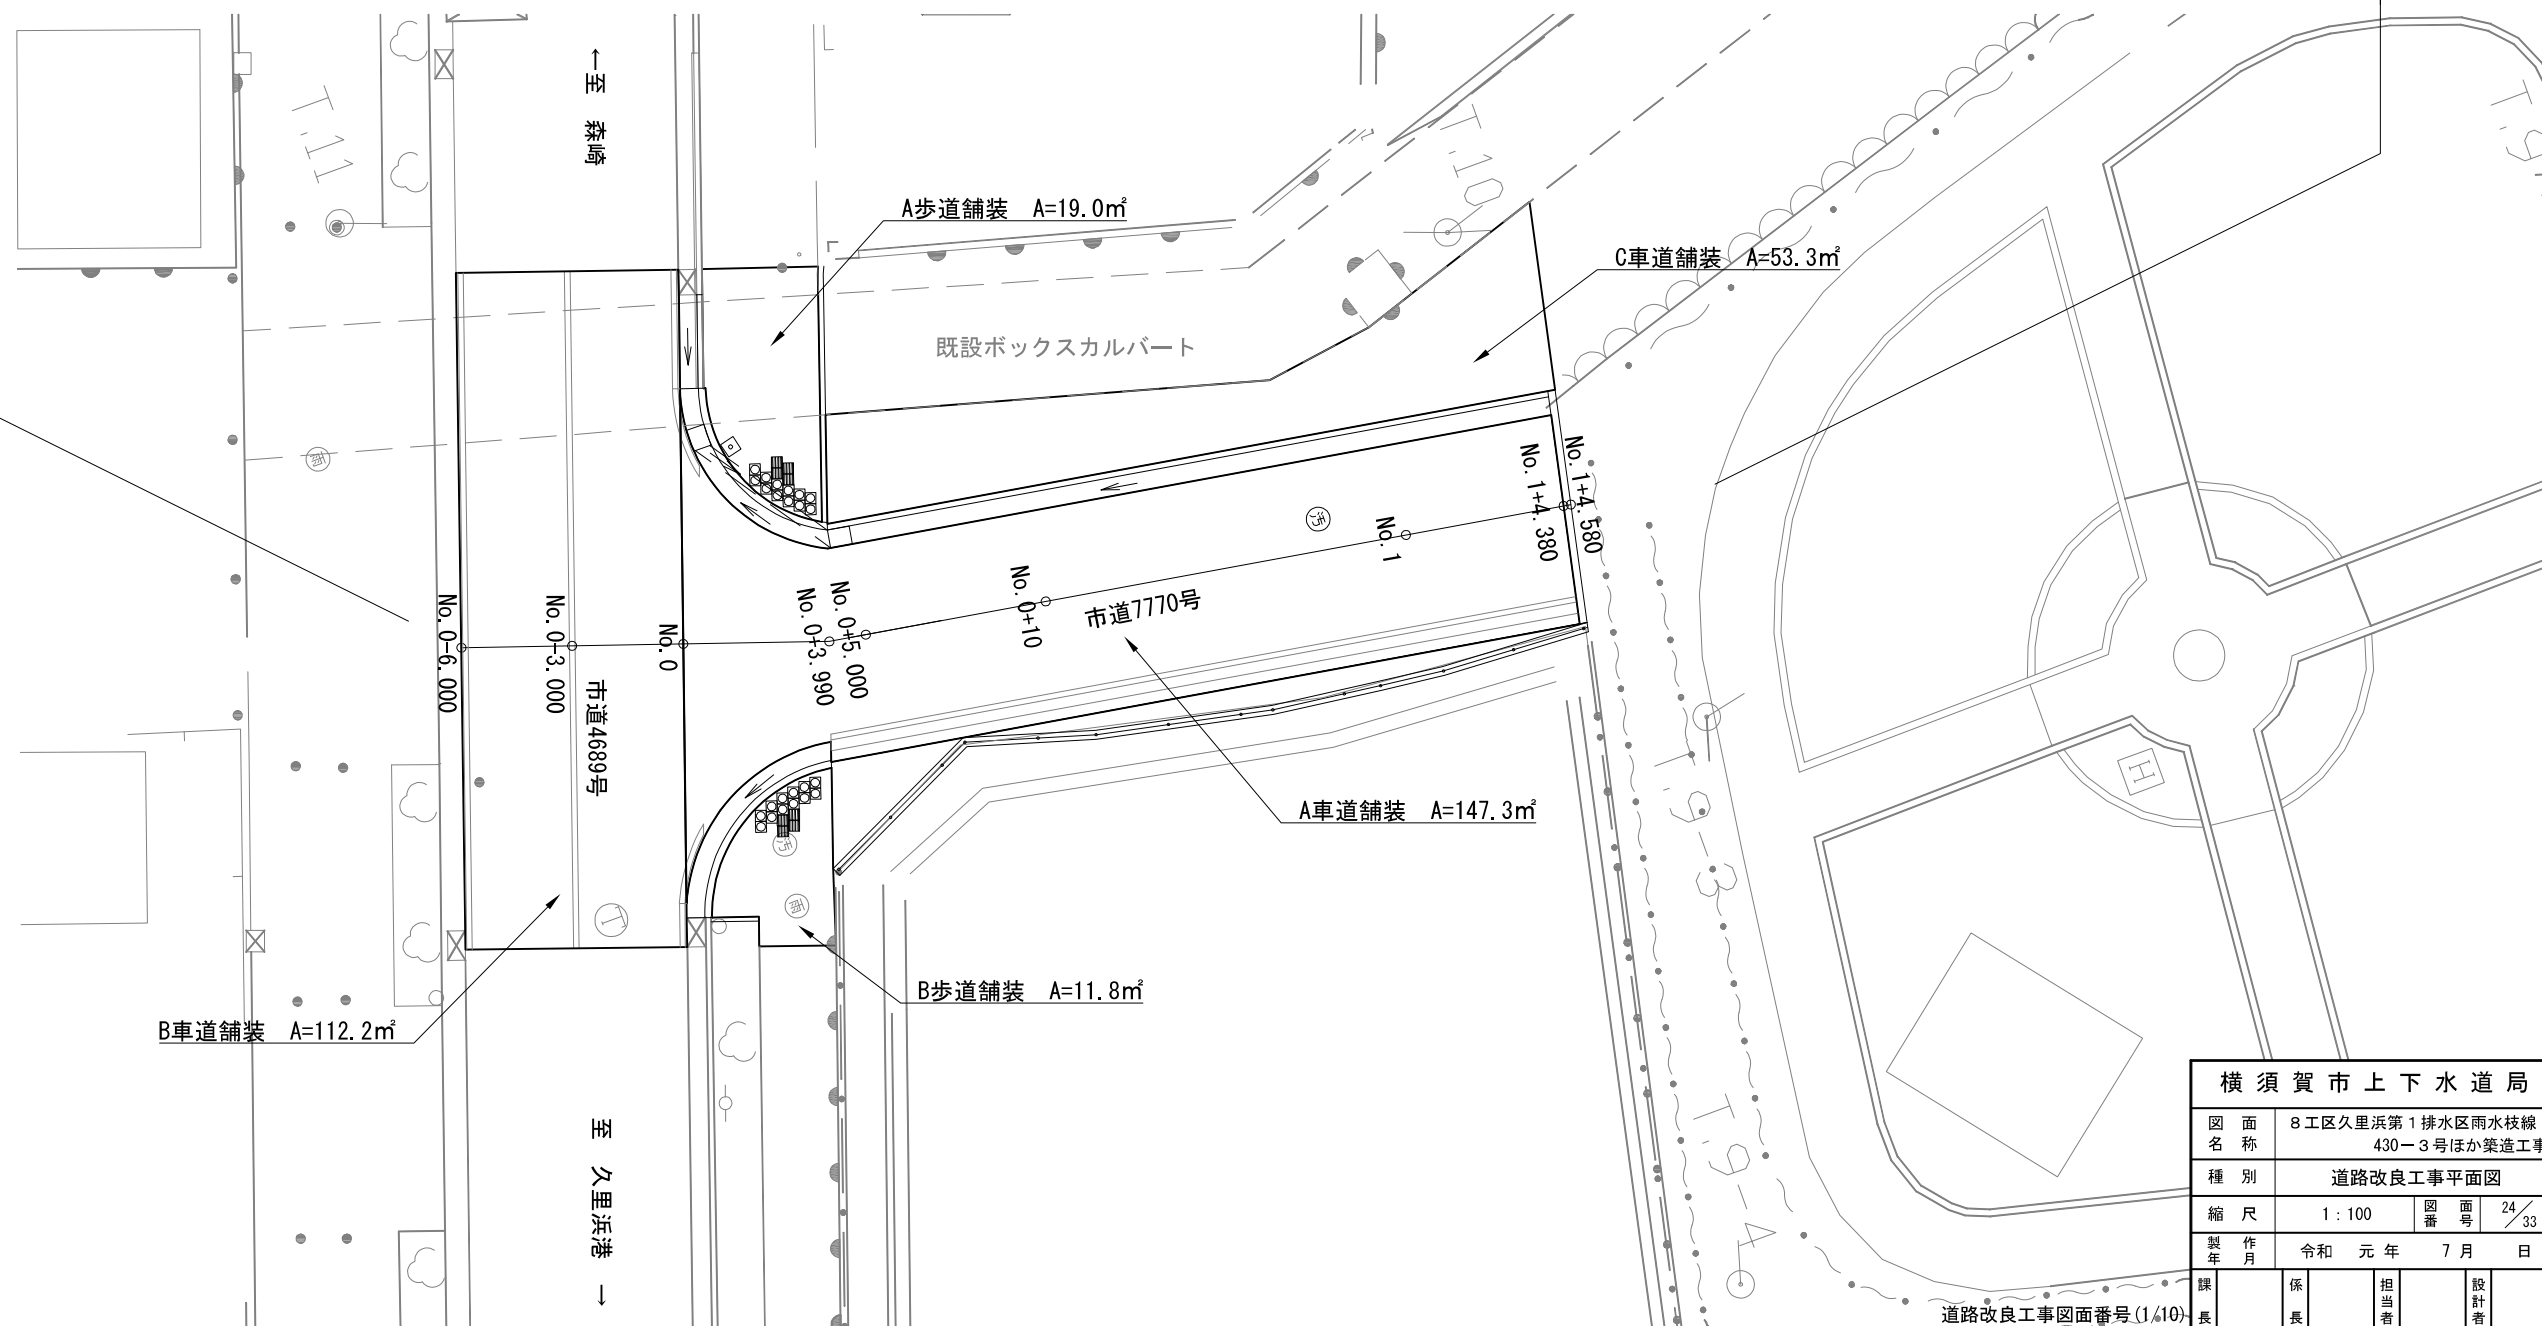 ←至 森崎
T.11
T.10
A歩道舗装 A=19.0㎡
C車道舗装 A=53.3㎡
既設ボックスカルバート
雨
汚
No.1+4.580
No.1+4.380
No.1
No.0+10
No.0+5.000
No.0+3.990
No.0
No.0-3.000
No.0-6.000
市道7770号
市道4689号
A車道舗装 A=147.3㎡
汚
雨
T
H
B歩道舗装 A=11.8㎡
B車道舗装 A=112.2㎡
至 久里浜港 →
横須賀市上下水道局
図面名称 8工区久里浜第1排水区雨水枝線
430-3号ほか築造工事
種別 道路改良工事平面図
縮尺 1:100 図面番号 24/33
製作年月 令和 元年 7月 日
課長 係長 担当者 設計者
道路改良工事図面番号(1/10)